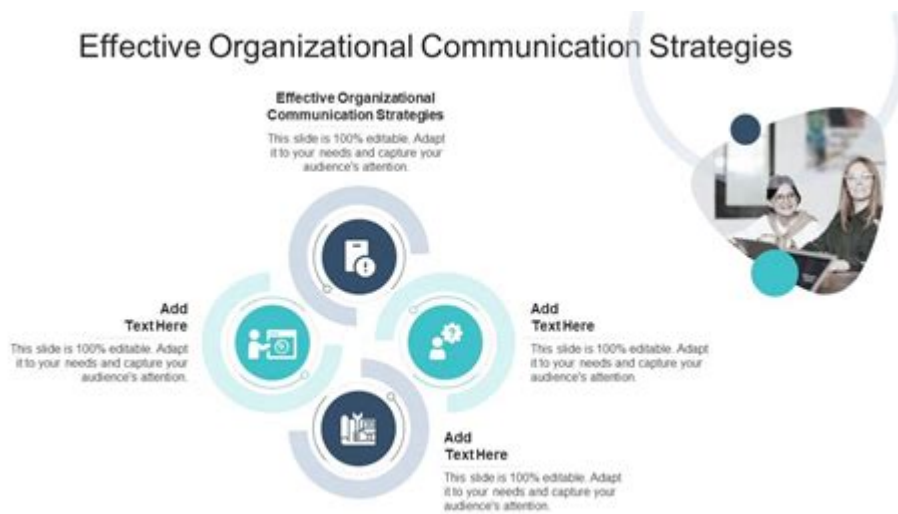 Effective Organizational Communication Strategies
Effective Organizational
Communication Strategies
This slide is 100% editable. Adapt
it to your needs and capture your
audience's attention.
Add
Text Here
This slide is 100% editable. Adapt
it to your needs and capture your
audience's attention.
Add
Text Here
This slide is 100% editable. Adapt
it to your needs and capture your
audience's attention.
Add
Text Here
This slide is 100% editable. Adapt
it to your needs and capture your
audience's attention.